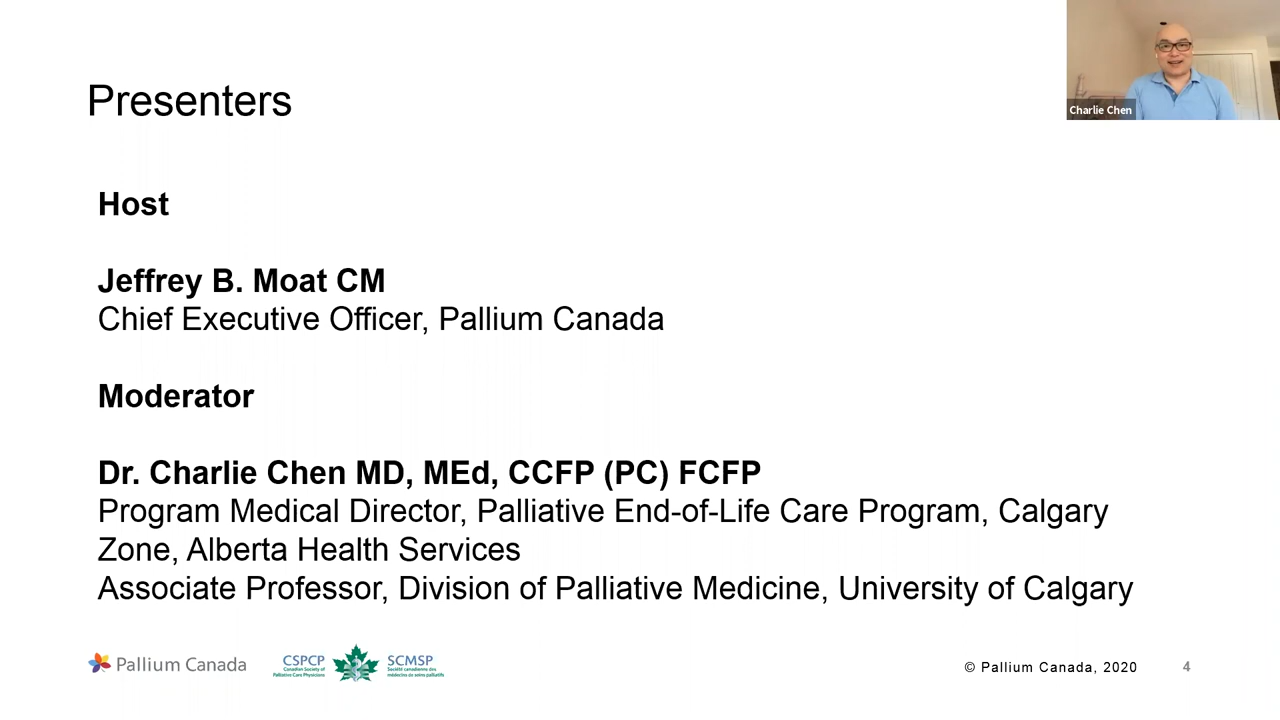 Charlie Chen
Presenters
Host
Jeffrey B. Moat CM
Chief Executive Officer, Pallium Canada
Moderator
Dr. Charlie Chen MD, MEd, CCFP (PC) FCFP
Program Medical Director, Palliative End-of-Life Care Program, Calgary
Zone, Alberta Health Services
Associate Professor, Division of Palliative Medicine, University of Calgary
Pallium Canada
CSPCP
Canadian Society of
Palliative Care Physicians
SCMSP
Société canadienne des
médecins de soins palliatifs
© Pallium Canada, 2020
4